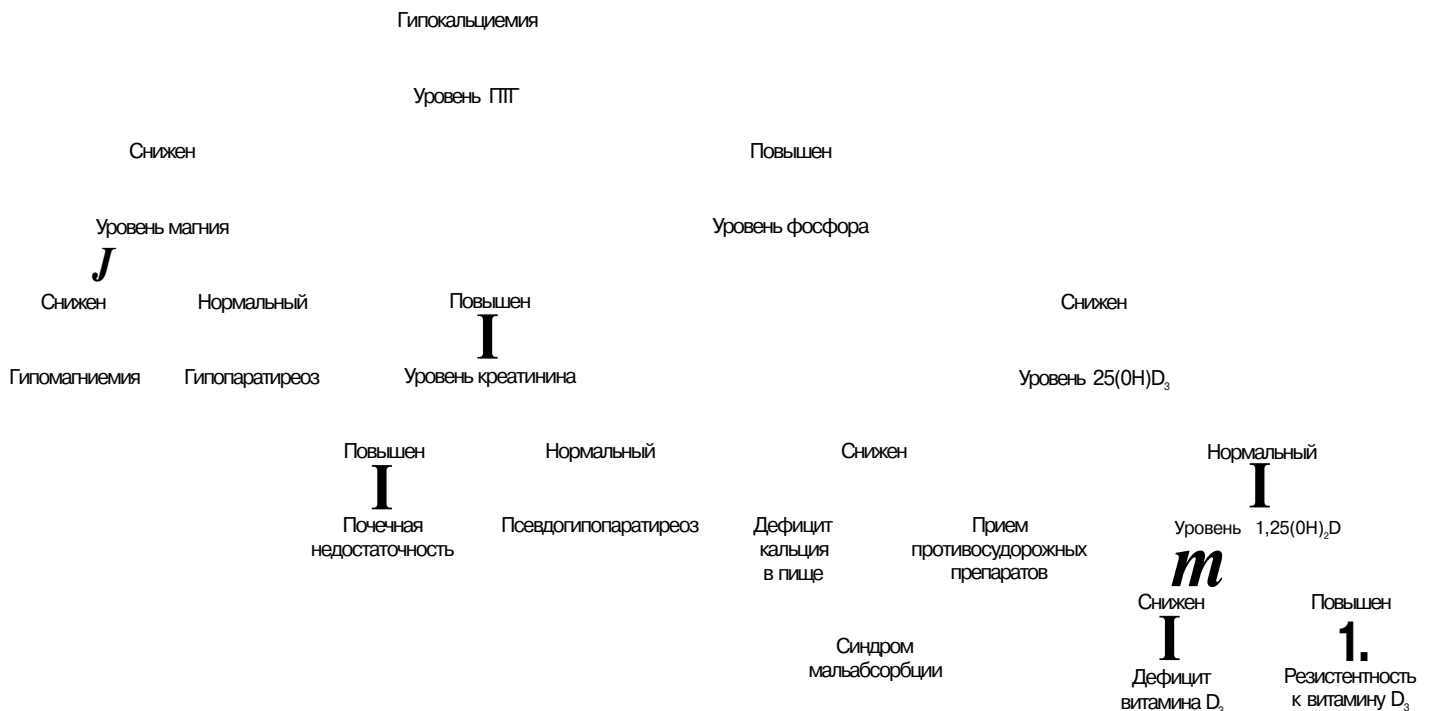 Гипокальциемия
Уровень ПТГ
Снижен Повышен
Уровень магния Уровень фосфора
J
Снижен Нормальный Повышен Снижен
I
Гипомагниемия Гипопаратиреоз Уровень креатинина Уровень 25(0H)D₃
Повышен Нормальный Снижен Нормальный
I I
Почечная Псевдогипопаратиреоз Дефицит Прием Уровень 1,25(0H)₂D
недостаточность кальция противосудорожных
в пище препаратов
m
Снижен Повышен
I 1.
Синдром
мальабсорбции
Дефицит Резистентность
витамина D₃ к витамину D₃